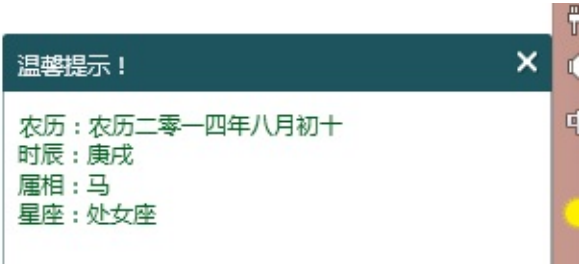 温馨提示！
农历：农历二零一四年八月初十
时辰：庚戌
属相：马
星座：处女座